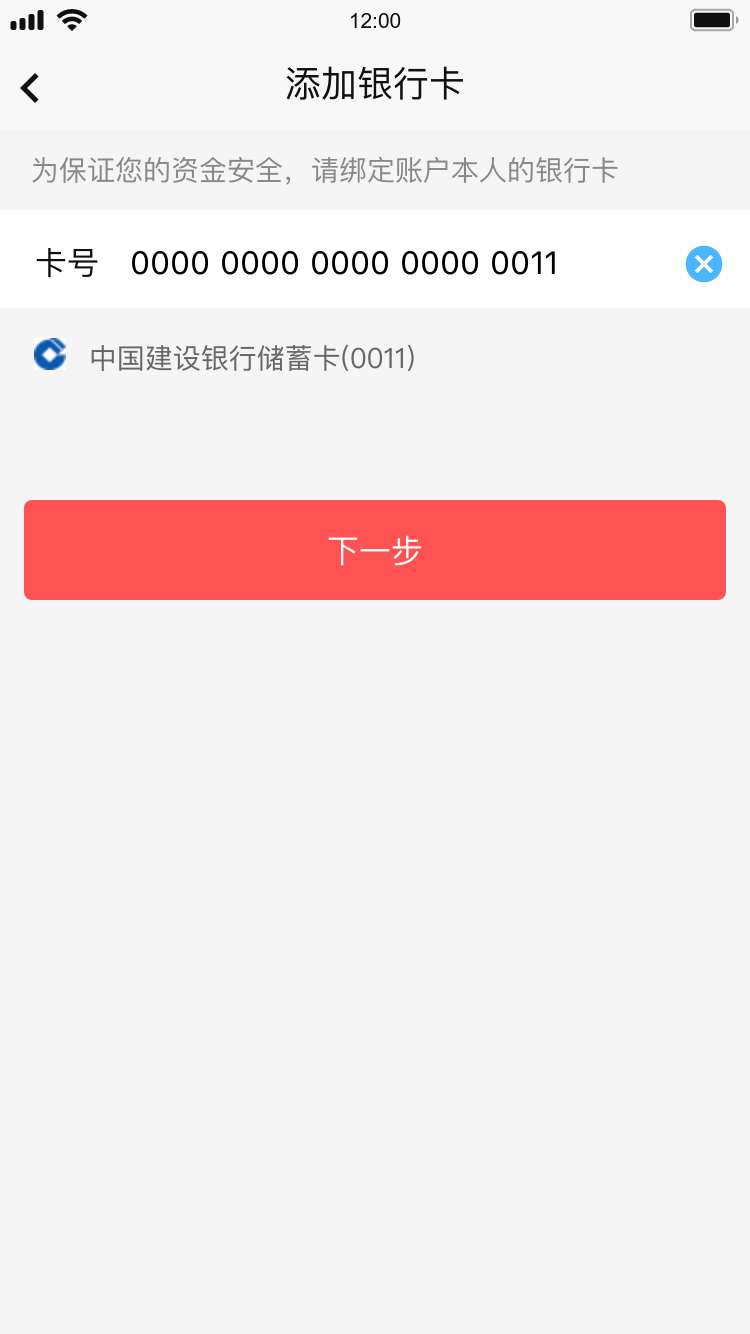 12:00
添加银行卡
为保证您的资金安全，请绑定账户本人的银行卡
卡号 0000 0000 0000 0000 0011
中国建设银行储蓄卡(0011)
下一步